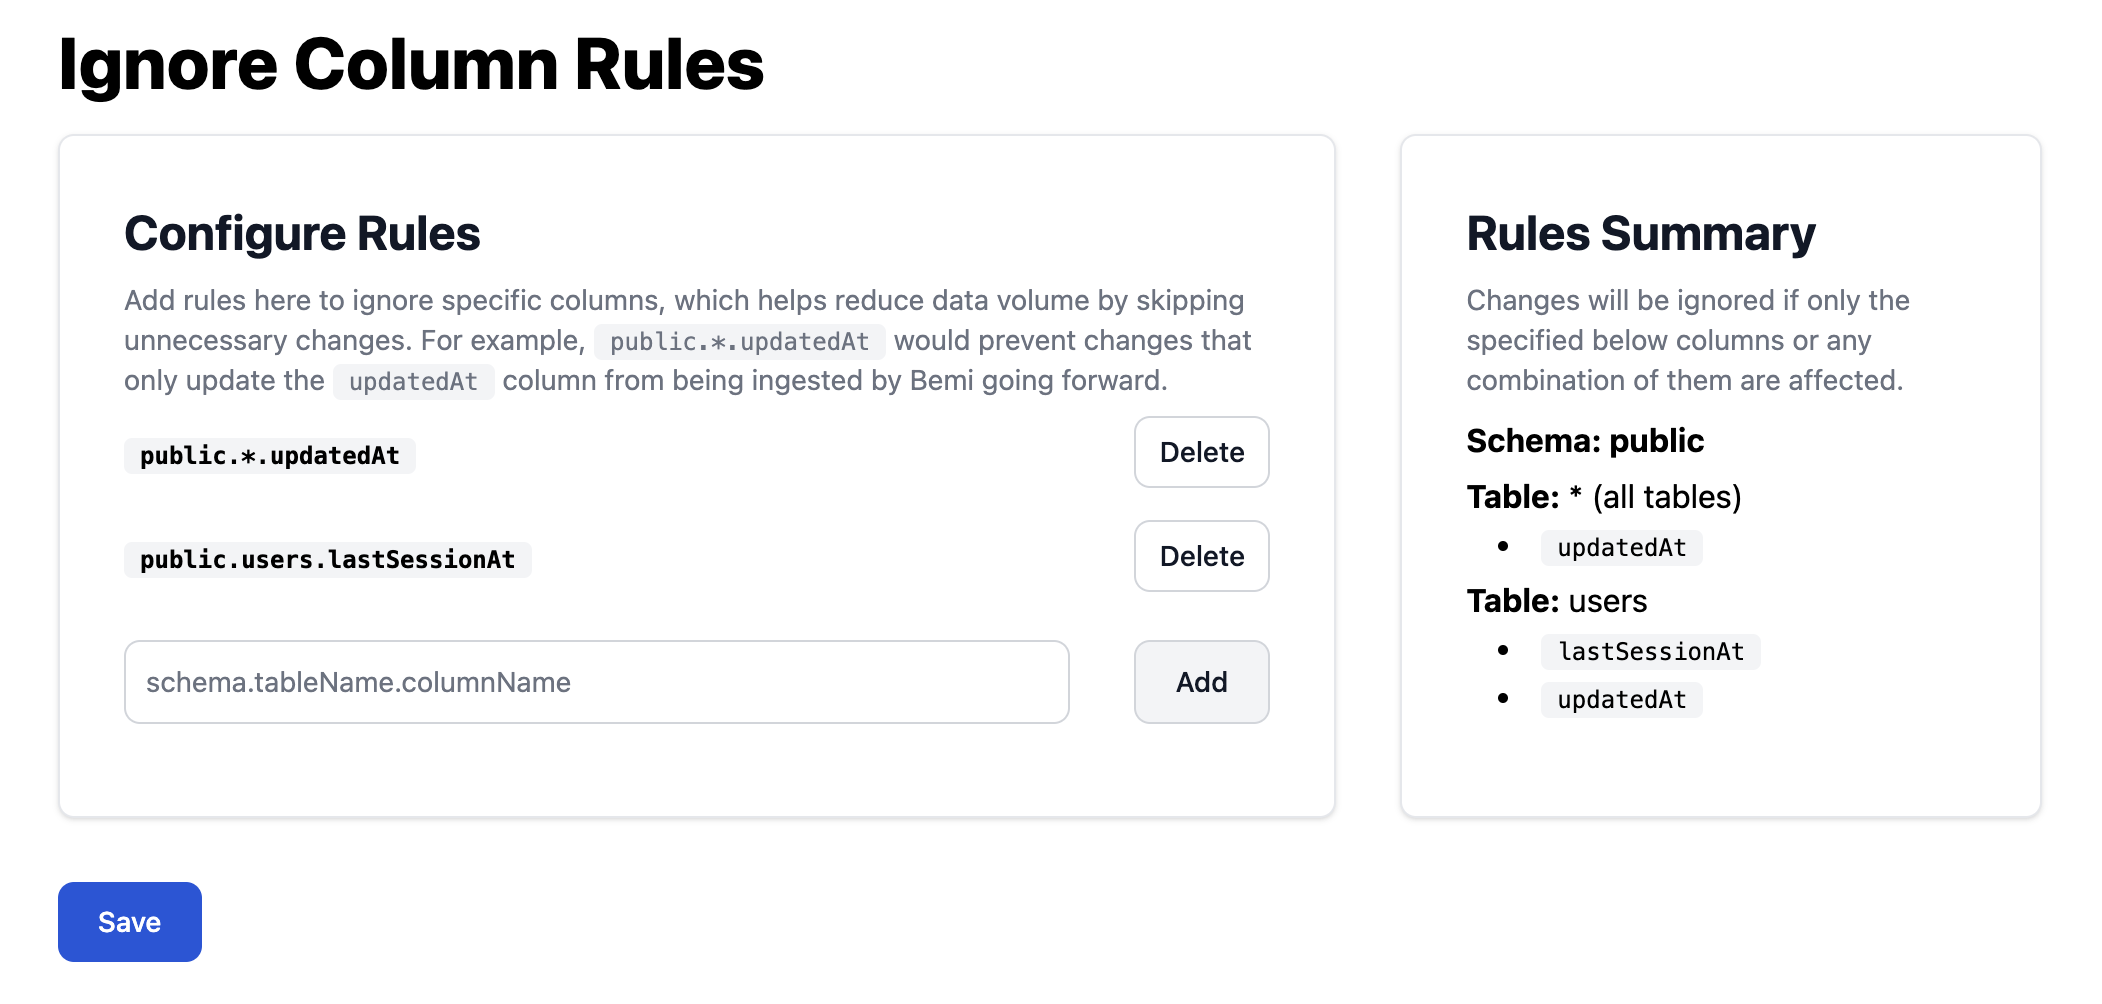 Ignore Column Rules
Configure Rules
Add rules here to ignore specific columns, which helps reduce data volume by skipping
unnecessary changes. For example, public.*.updatedAt would prevent changes that
only update the updatedAt column from being ingested by Bemi going forward.
public.*.updatedAt
Delete
public.users.lastSessionAt
Delete
schema.tableName.columnName
Add
Rules Summary
Changes will be ignored if only the
specified below columns or any
combination of them are affected.
Schema: public
Table: * (all tables)
• updatedAt
Table: users
• lastSessionAt
• updatedAt
Save